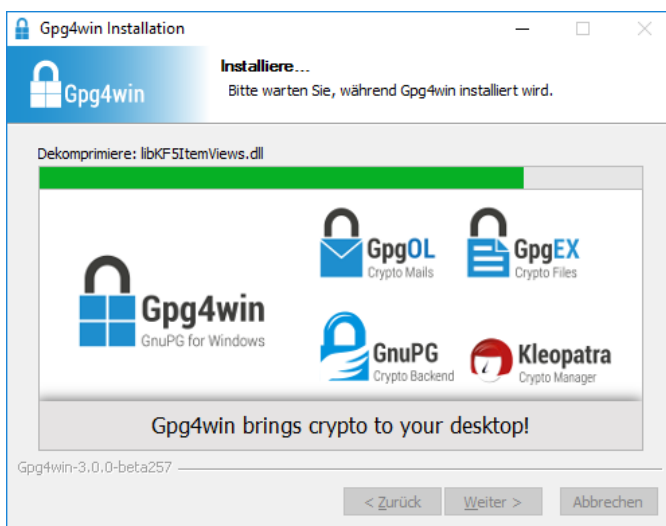 Gpg4win Installation
Installiere...
Bitte warten Sie, während Gpg4win installiert wird.
Gpg4win
Dekomprimiere: libKF5ItemViews.dll
GpgOL
Crypto Mails
GpgEX
Crypto Files
Gpg4win
GnuPG for Windows
GnuPG
Crypto Backend
Kleopatra
Crypto Manager
Gpg4win brings crypto to your desktop!
Gpg4win-3.0.0-beta257
< Zurück
Weiter >
Abbrechen